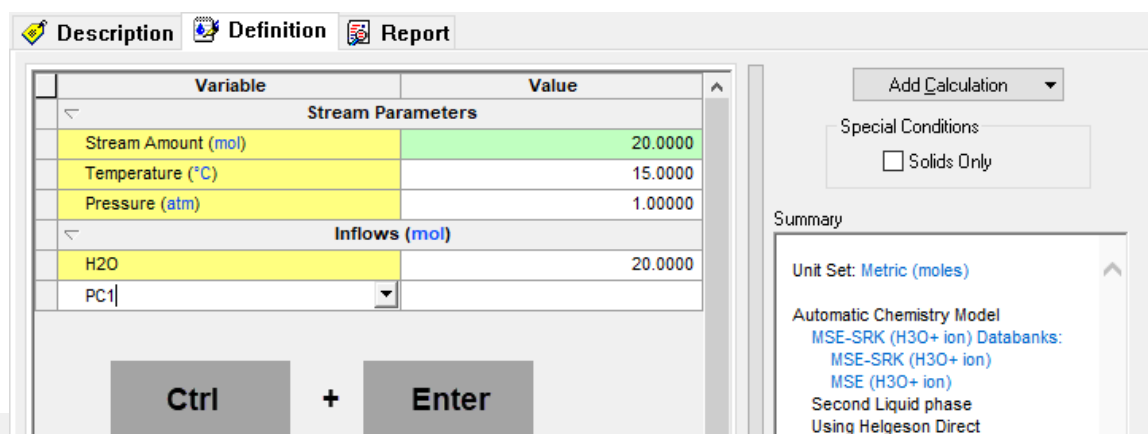 Description Definition Report
Variable Value
Stream Parameters
Stream Amount (mol) 20.0000
Temperature (°C) 15.0000
Pressure (atm) 1.00000
Inflows (mol)
H2O 20.0000
PC1
Ctrl + Enter
Add Calculation
Special Conditions
Solids Only
Summary
Unit Set: Metric (moles)
Automatic Chemistry Model
MSE-SRK (H3O+ ion) Databanks:
MSE-SRK (H3O+ ion)
MSE (H3O+ ion)
Second Liquid phase
Using Helgeson Direct